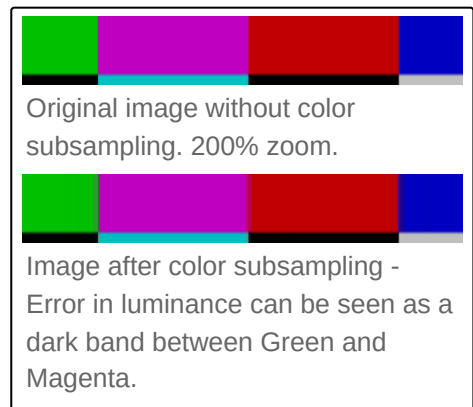 Original image without color
subsampling. 200% zoom.
Image after color subsampling -
Error in luminance can be seen as a
dark band between Green and
Magenta.